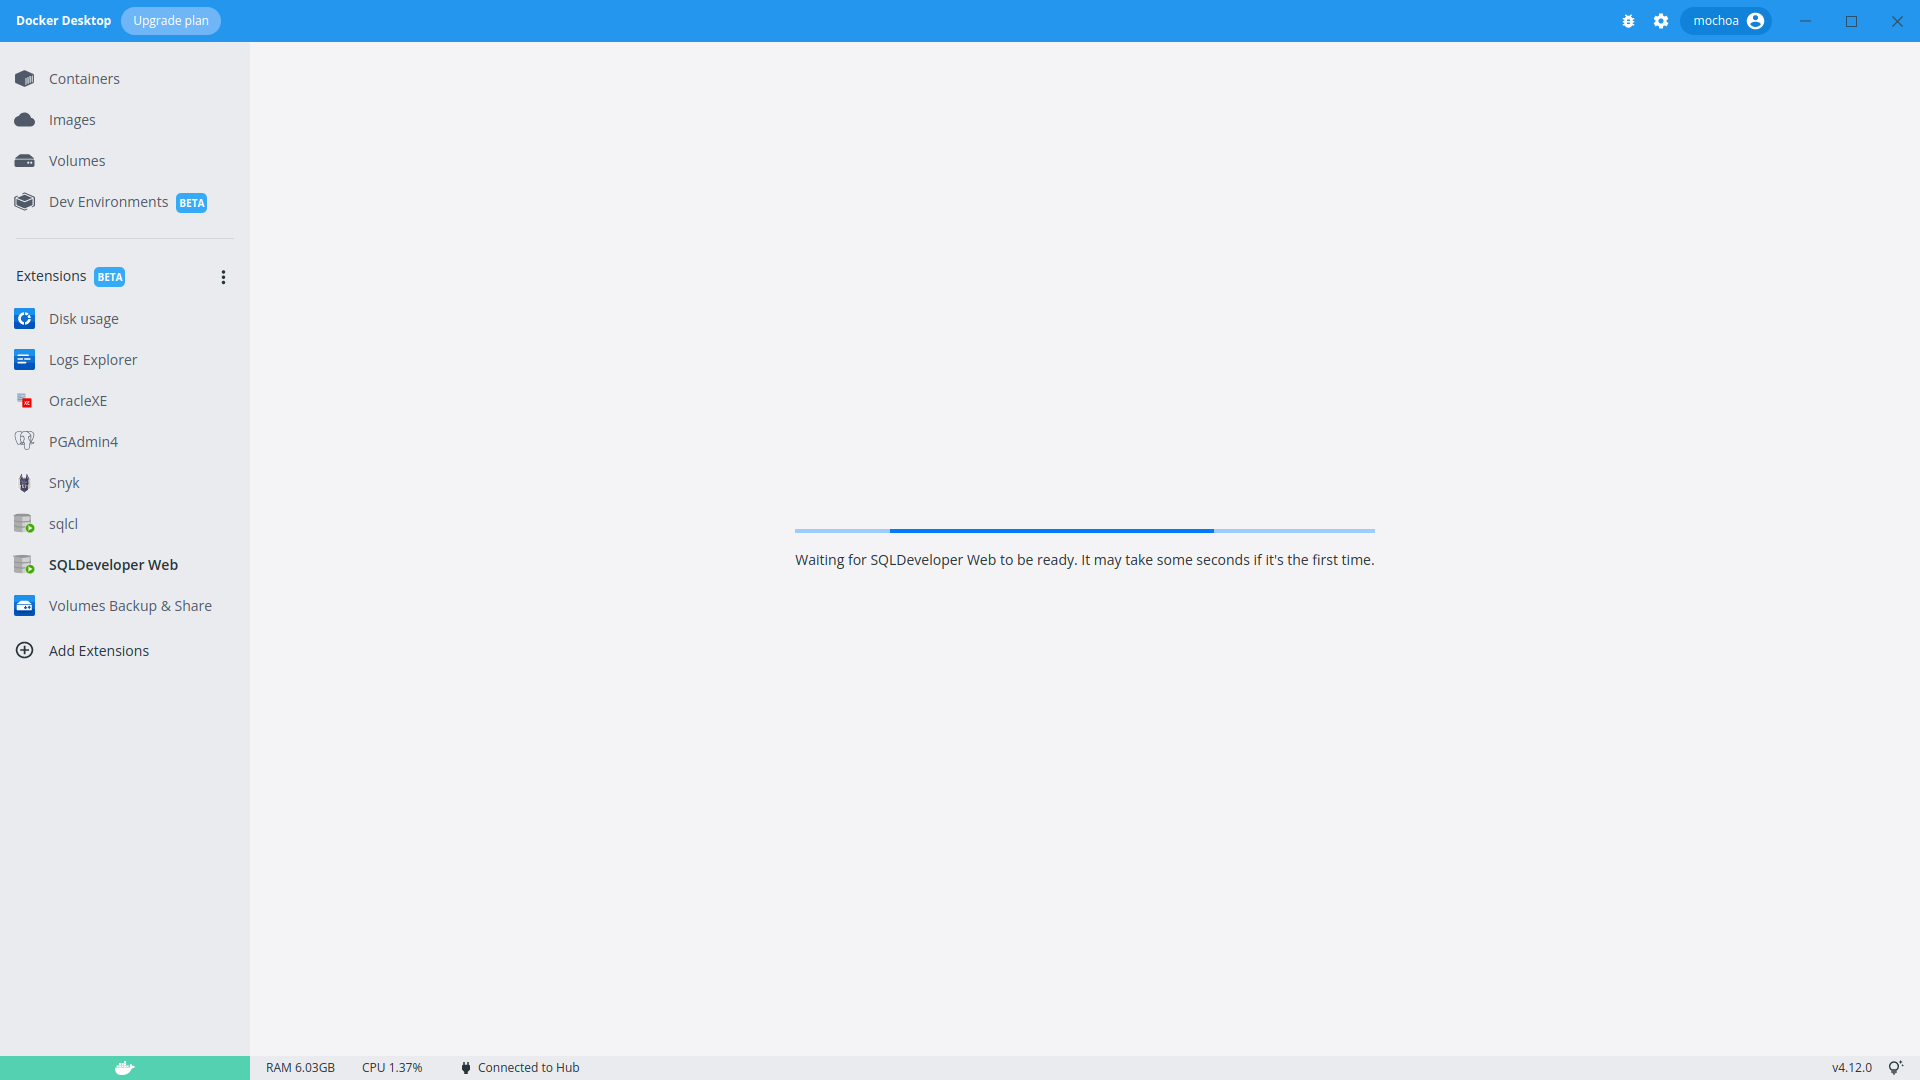 Docker Desktop
Upgrade plan
mochoa
Containers
Images
Volumes
Dev Environments BETA
Extensions BETA
Disk usage
Logs Explorer
OracleXE
PGAdmin4
Snyk
sqlcl
SQLDeveloper Web
Volumes Backup & Share
Add Extensions
Waiting for SQLDeveloper Web to be ready. It may take some seconds if it's the first time.
RAM 6.03GB
CPU 1.37%
Connected to Hub
v4.12.0